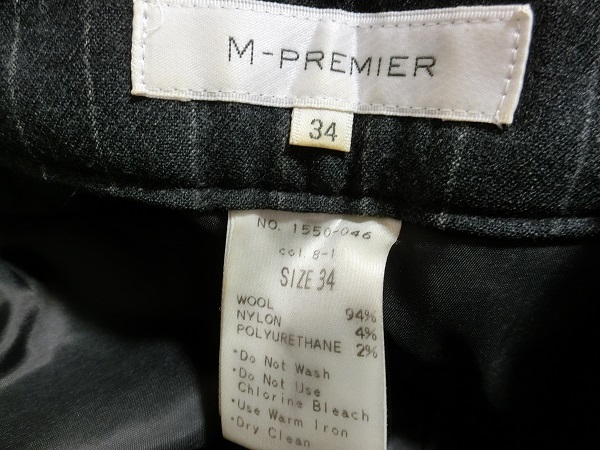 M-PREMIER
34
NO. 1550-046
col. 8-1
SIZE 34
WOOL 94%
NYLON 4%
POLYURETHANE 2%
•Do Not Wash
•Do Not Use
Chlorine Bleach
•Use Warm Iron
•Dry Clean